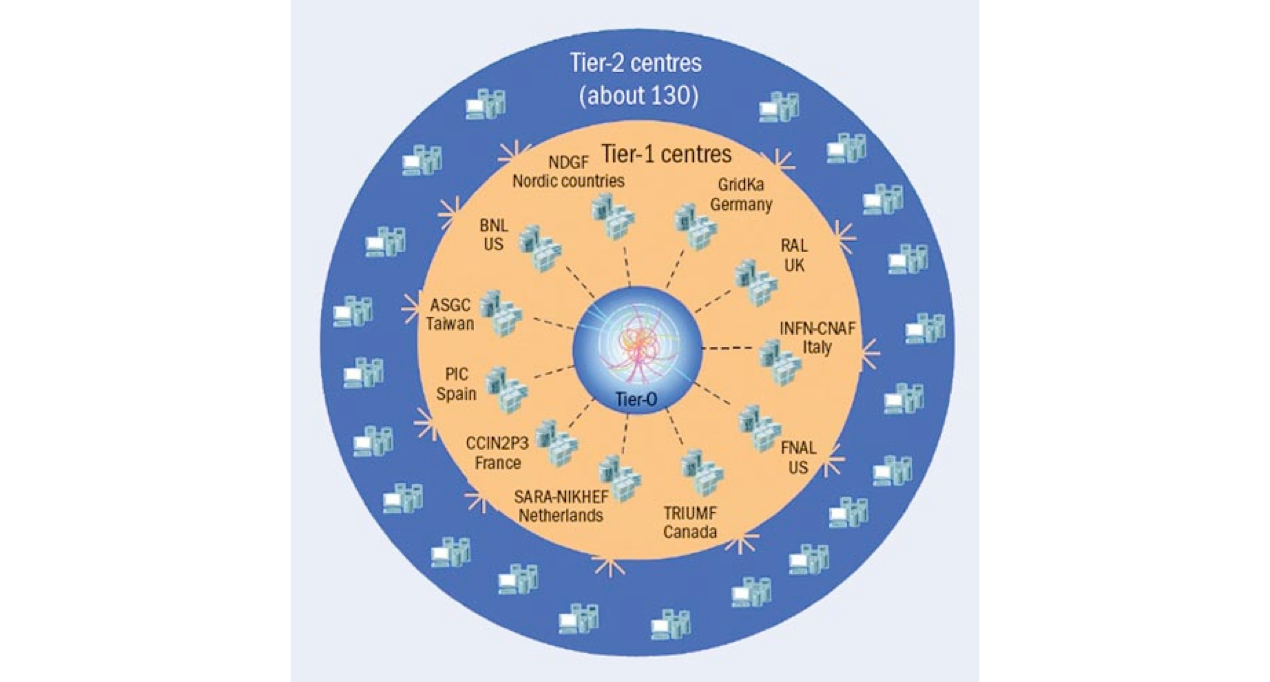 Tier-2 centres
(about 130)
Tier-1 centres
NDGF
Nordic countries
GridKa
Germany
BNL
US
RAL
UK
ASGC
Taiwan
INFN-CNAF
Italy
PIC
Spain
Tier-0
CCIN2P3
France
FNAL
US
SARA-NIKHEF
Netherlands
TRIUMF
Canada